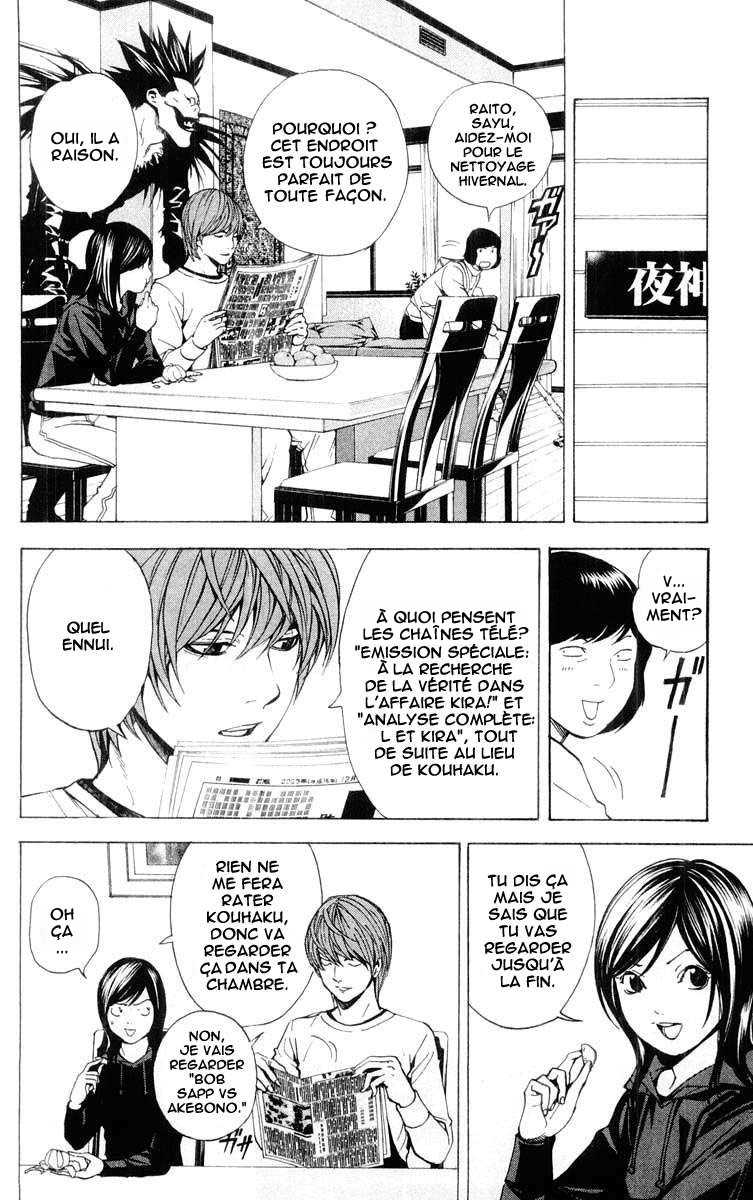 夜神
RAITO,
SAYU,
AIDEZ-MOI
POUR LE
NETTOYAGE
HIVERNAL.
ガァ〜
POURQUOI ?
CET ENDROIT
EST TOUJOURS
PARFAIT DE
TOUTE FAÇON.
OUI, IL A
RAISON.
V...
VRAI-
MENT?
À QUOI PENSENT
LES CHAÎNES TÉLÉ?
"EMISSION SPÉCIALE:
À LA RECHERCHE
DE LA VÉRITÉ DANS
L'AFFAIRE KIRA!" ET
"ANALYSE COMPLÈTE:
L ET KIRA", TOUT
DE SUITE AU LIEU
DE KOUHAKU.
QUEL
ENNUI.
TU DIS ÇA
MAIS JE
SAIS QUE
TU VAS
REGARDER
JUSQU'À
LA FIN.
RIEN NE
ME FERA
RATER
KOUHAKU,
DONC VA
REGARDER
ÇA DANS TA
CHAMBRE.
NON,
JE VAIS
REGARDER
"BOB
SAPP VS
AKEBONO."
ガサ
OH
ÇA
...